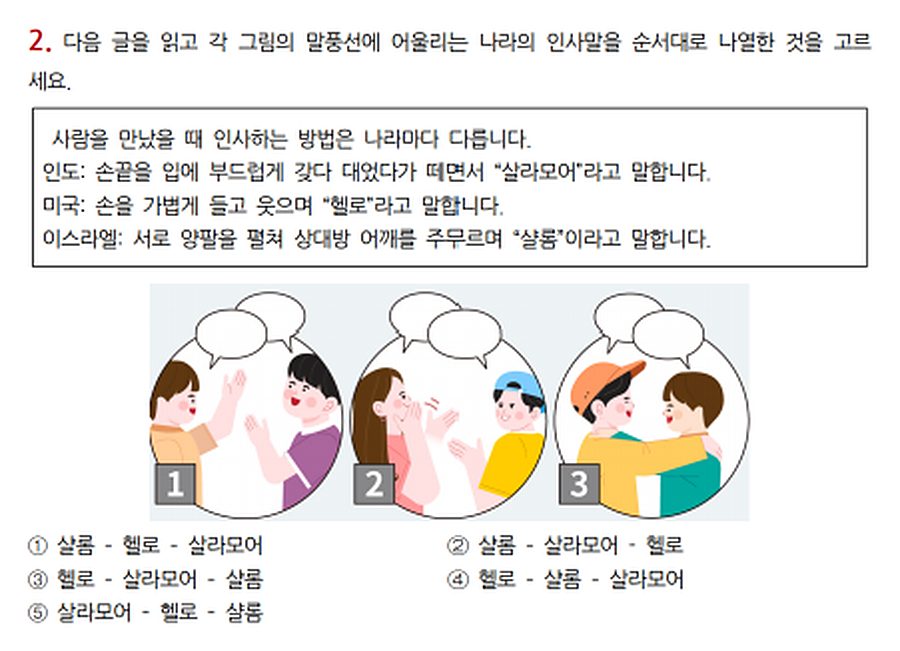 2. 다음 글을 읽고 각 그림의 말풍선에 어울리는 나라의 인사말을 순서대로 나열한 것을 고르
세요.
사랑을 만났을 때 인사하는 방법은 나라마다 다릅니다.
인도: 손끝을 입에 부드럽게 갖다 대었다가 떼면서 “살라모어”라고 말합니다.
미국: 손을 가볍게 들고 웃으며 “헬로”라고 말합니다.
이스라엘: 서로 양팔을 펼쳐 상대방 어깨를 주무르며 “샬롬”이라고 말합니다.
1 2 3
① 샬롬 - 헬로 - 살라모어 ② 샬롬 - 살라모어 - 헬로
③ 헬로 - 살라모어 - 샬롬 ④ 헬로 - 샬롬 - 살라모어
⑤ 살라모어 - 헬로 - 샬롬